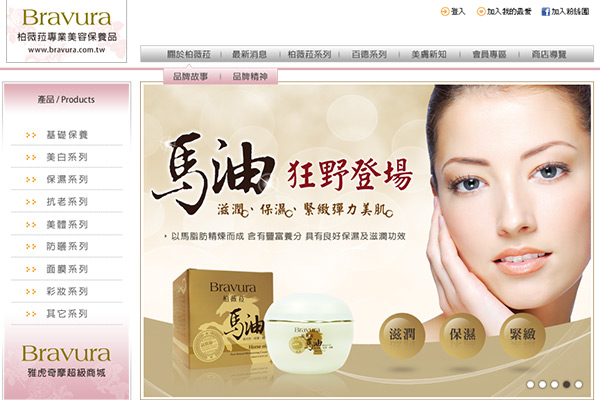 Bravura
柏薇菈專業美容保養品
www.bravura.com.tw
登入 加入我的最愛 加入粉絲團
關於柏薇菈 最新消息 柏薇菈系列 百德系列 美膚新知 會員專區 商店導覽
品牌故事 品牌精神
產品 / Products
基礎保養
美白系列
保濕系列
抗老系列
美體系列
防曬系列
面膜系列
彩妝系列
其它系列
Bravura
雅虎奇摩超級商城
馬油 狂野登場
滋潤、保濕、緊緻彈力美肌
以馬脂肪精煉而成 含有豐富養分 具有良好保濕及滋潤功效
Bravura
柏薇菈
馬油
Bravura
馬油
滋潤 保濕 緊緻